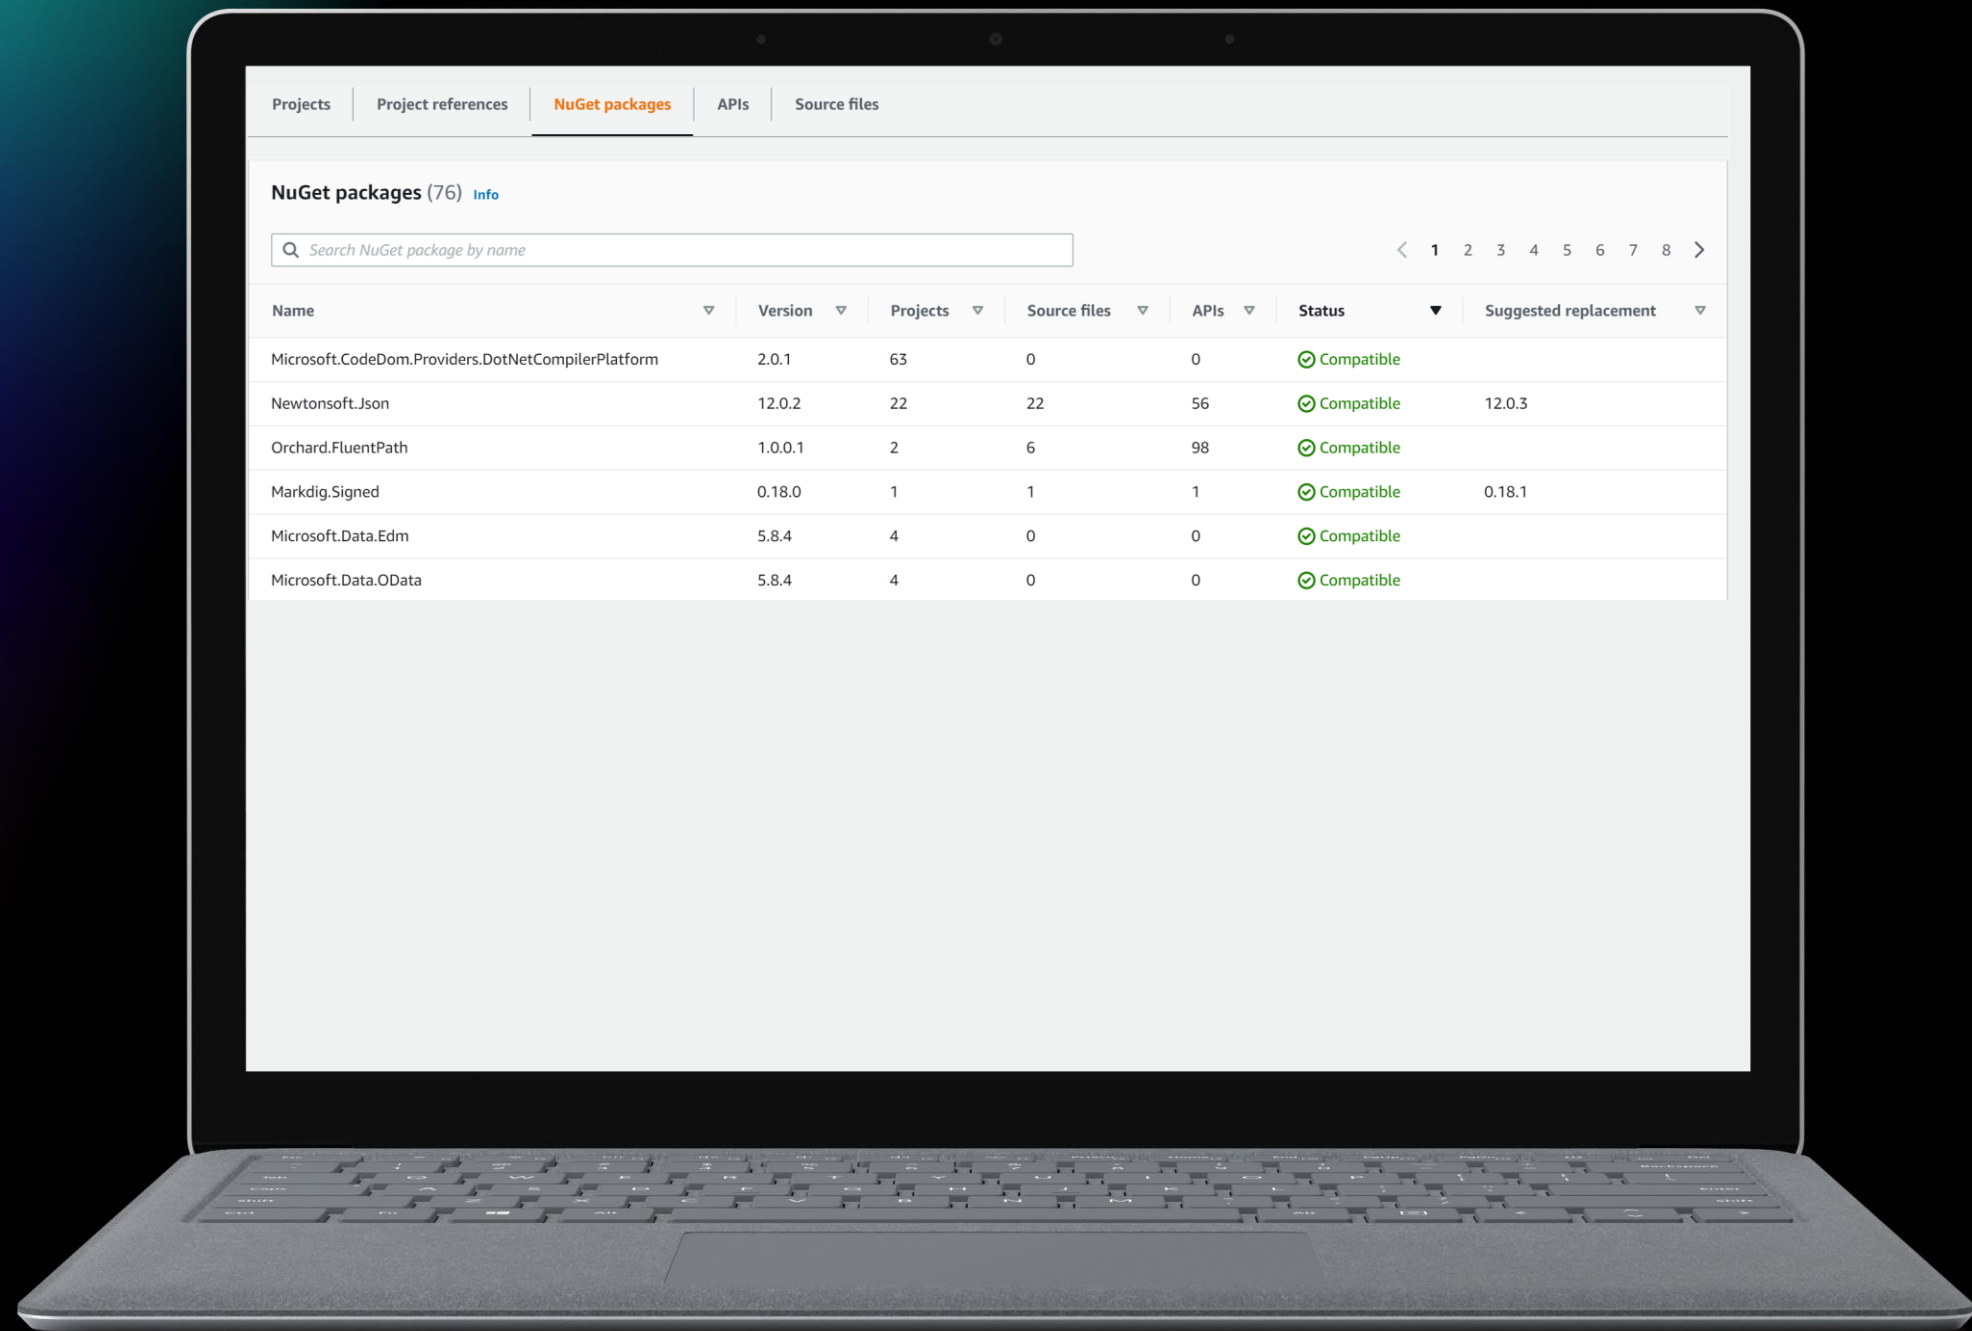 Projects Project references NuGet packages APIs Source files
NuGet packages (76) Info
Search NuGet package by name 1 2 3 4 5 6 7 8
Name Version Projects Source files APIs Status Suggested replacement
Microsoft.CodeDom.Providers.DotNetCompilerPlatform 2.0.1 63 0 0 Compatible
Newtonsoft.Json 12.0.2 22 22 56 Compatible 12.0.3
Orchard.FluentPath 1.0.0.1 2 6 98 Compatible
Markdig.Signed 0.18.0 1 1 1 Compatible 0.18.1
Microsoft.Data.Edm 5.8.4 4 0 0 Compatible
Microsoft.Data.OData 5.8.4 4 0 0 Compatible